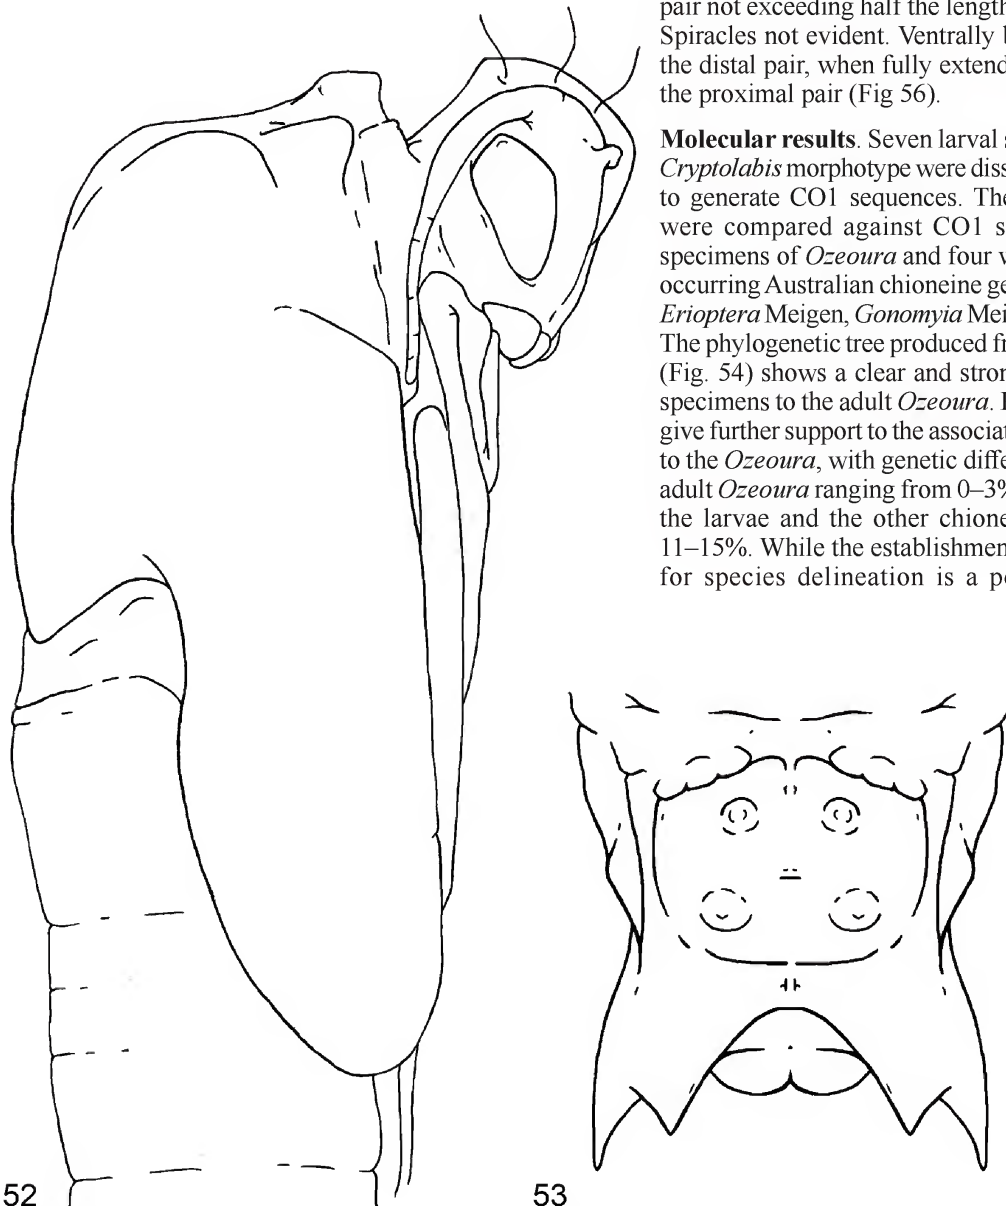 pair not exceeding half the length
Spiracles not evident. Ventrally
the distal pair, when fully extend
the proximal pair (Fig 56).
Molecular results. Seven larval
Cryptolabis morphotype were diss
to generate CO1 sequences. The
were compared against CO1 s
specimens of Ozeoura and four v
occurring Australian chioneine ge
Erioptera Meigen, Gonomyia Mei
The phylogenetic tree produced fr
(Fig. 54) shows a clear and stron
specimens to the adult Ozeoura. I
give further support to the associat
to the Ozeoura, with genetic diffe
adult Ozeoura ranging from 0–3%
the larvae and the other chione
11–15%. While the establishmen
for species delineation is a p
52
53